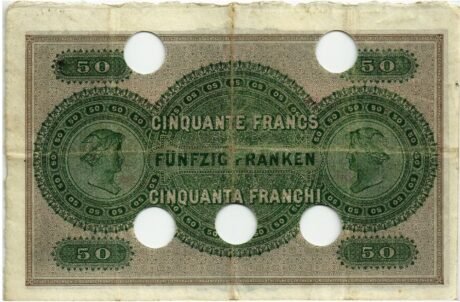 50 50
CINQUANTE FRANCS
FÜNFZIG FRANKEN
CINQUANTA FRANCHI
50 50